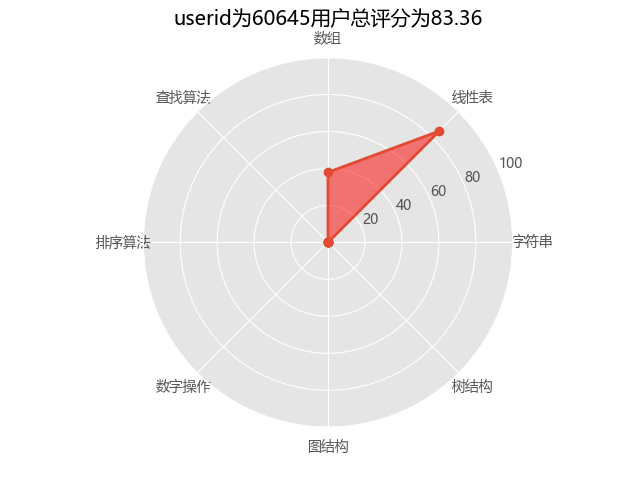 userid为60645用户总评分为83.36
数组
查找算法
线性表
100
80
60
40
20
排序算法
字符串
数字操作
树结构
图结构